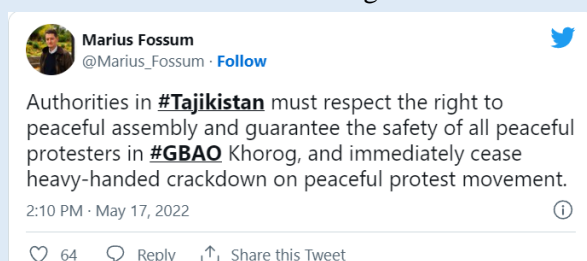 Marius Fossum
@Marius_Fossum · Follow
Authorities in #Tajikistan must respect the right to
peaceful assembly and guarantee the safety of all peaceful
protesters in #GBAO Khorog, and immediately cease
heavy-handed crackdown on peaceful protest movement.
2:10 PM · May 17, 2022
64 Reply Share this Tweet